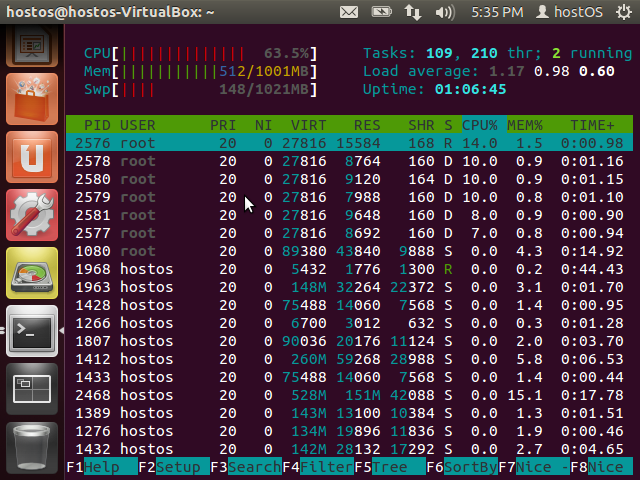 hostos@hostos-VirtualBox: ~ 5:35 PM hostOS
CPU[||||||||||||||| 63.5%] Tasks: 109, 210 thr; 2 running
Mem[||||||||||||512/1001MB] Load average: 1.17 0.98 0.60
Swp[|||| 148/1021MB] Uptime: 01:06:45
PID USER PRI NI VIRT RES SHR S CPU% MEM% TIME+
2576 root 20 0 27816 15584 168 R 14.0 1.5 0:00.98
2578 root 20 0 27816 8764 160 D 10.0 0.9 0:01.16
2580 root 20 0 27816 9120 164 D 10.0 0.9 0:01.15
2579 root 20 0 27816 7988 160 D 10.0 0.8 0:01.10
2581 root 20 0 27816 9648 160 D 8.0 0.9 0:00.90
2577 root 20 0 27816 8692 160 D 7.0 0.8 0:00.94
1080 root 20 0 89380 43840 9888 S 0.0 4.3 0:14.92
1968 hostos 20 0 5432 1776 1300 R 0.0 0.2 0:44.43
1963 hostos 20 0 148M 32264 22372 S 0.0 3.1 0:01.70
1428 hostos 20 0 75488 14060 7568 S 0.0 1.4 0:00.95
1266 hostos 20 0 6700 3012 632 S 0.0 0.3 0:01.28
1807 hostos 20 0 90036 20176 11124 S 0.0 2.0 0:03.70
1412 hostos 20 0 260M 59268 28988 S 0.0 5.8 0:06.53
1433 hostos 20 0 75488 14060 7568 S 0.0 1.4 0:00.44
2468 hostos 20 0 528M 151M 42088 S 0.0 15.1 0:17.78
1389 hostos 20 0 143M 13100 10384 S 0.0 1.3 0:01.51
1276 hostos 20 0 134M 19896 11836 S 0.0 1.9 0:00.46
1432 hostos 20 0 142M 28132 17292 S 0.0 2.7 0:04.65
F1Help F2Setup F3SearchF4FilterF5Tree F6SortByF7Nice -F8Nice